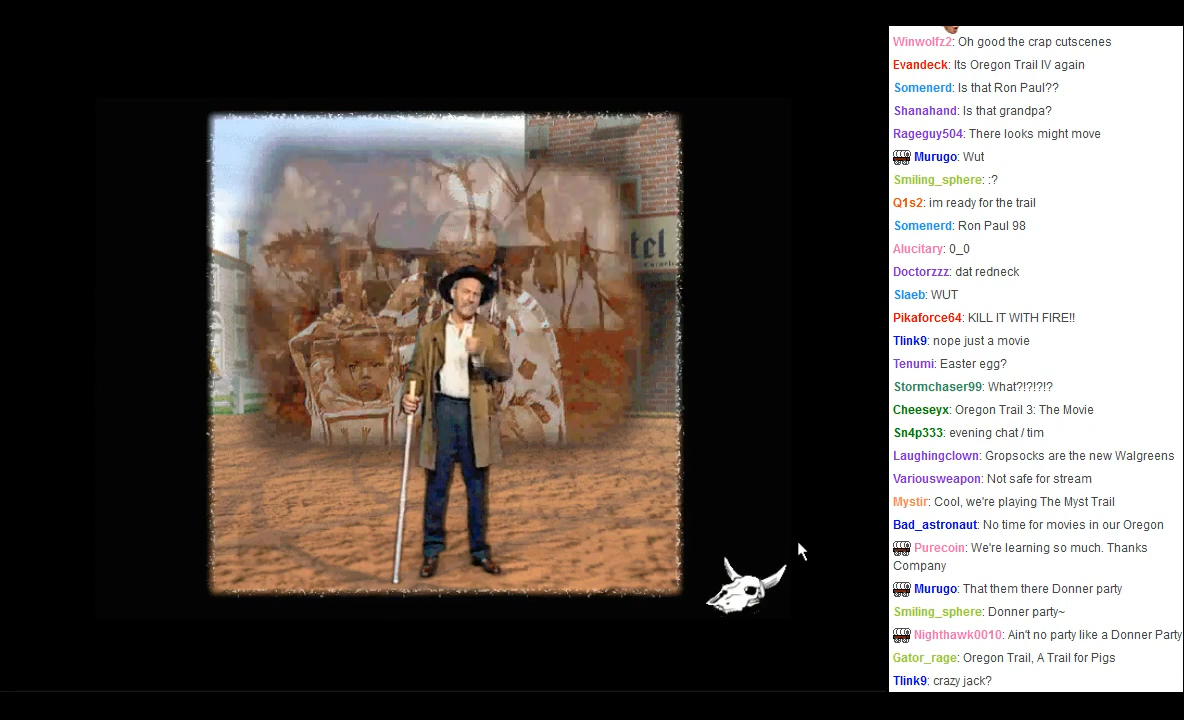 tel
Winwolfz2: Oh good the crap cutscenes
Evandeck: Its Oregon Trail IV again
Somenerd: Is that Ron Paul??
Shanahand: Is that grandpa?
Rageguy504: There looks might move
Murugo: Wut
Smiling_sphere: :?
Q1s2: im ready for the trail
Somenerd: Ron Paul 98
Alucitary: 0_0
Doctorzzz: dat redneck
Slaeb: WUT
Pikaforce64: KILL IT WITH FIRE!!
Tlink9: nope just a movie
Tenumi: Easter egg?
Stormchaser99: What?!?!?!?
Cheeseyx: Oregon Trail 3: The Movie
Sn4p333: evening chat / tim
Laughingclown: Gropsocks are the new Walgreens
Variousweapon: Not safe for stream
Mystir: Cool, we're playing The Myst Trail
Bad_astronaut: No time for movies in our Oregon
Purecoin: We're learning so much. Thanks
Company
Murugo: That them there Donner party
Smiling_sphere: Donner party~
Nighthawk0010: Ain't no party like a Donner Party
Gator_rage: Oregon Trail, A Trail for Pigs
Tlink9: crazy jack?